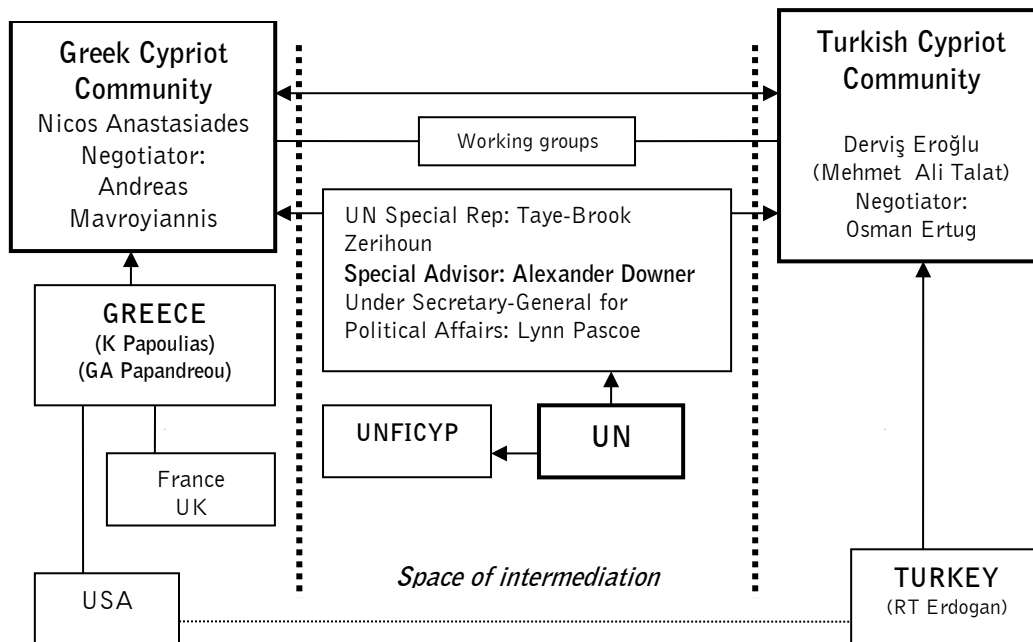 Greek Cypriot
Community
Nicos Anastasiades
Negotiator:
Andreas
Mavroyiannis
Turkish Cypriot
Community
Derviş Eroğlu
(Mehmet Ali Talat)
Negotiator:
Osman Ertug
Working groups
UN Special Rep: Taye-Brook
Zerihoun
Special Advisor: Alexander Downer
Under Secretary-General for
Political Affairs: Lynn Pascoe
GREECE
(K Papoulias)
(GA Papandreou)
UNFICYP
UN
France
UK
USA
Space of intermediation
TURKEY
(RT Erdogan)